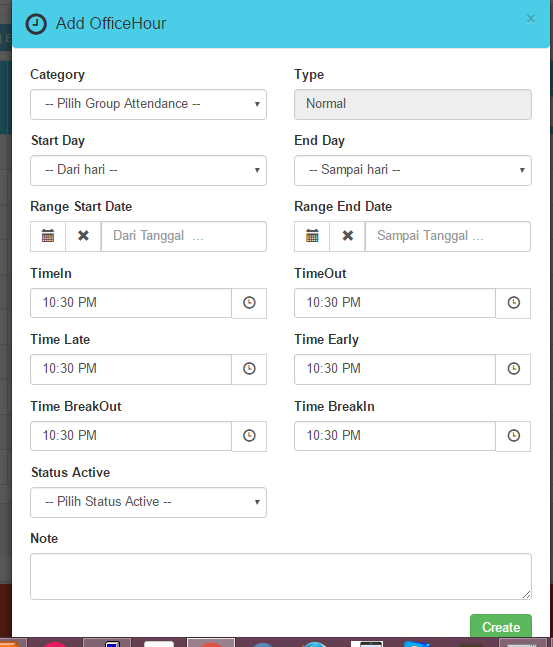 Add OfficeHour
×
Category
Type
-- Pilih Group Attendance --
Normal
Start Day
End Day
-- Dari hari --
-- Sampai hari --
Range Start Date
Range End Date
Dari Tanggal ...
Sampai Tanggal ...
TimeIn
TimeOut
10:30 PM
10:30 PM
Time Late
Time Early
10:30 PM
10:30 PM
Time BreakOut
Time BreakIn
10:30 PM
10:30 PM
Status Active
-- Pilih Status Active --
Note
Create